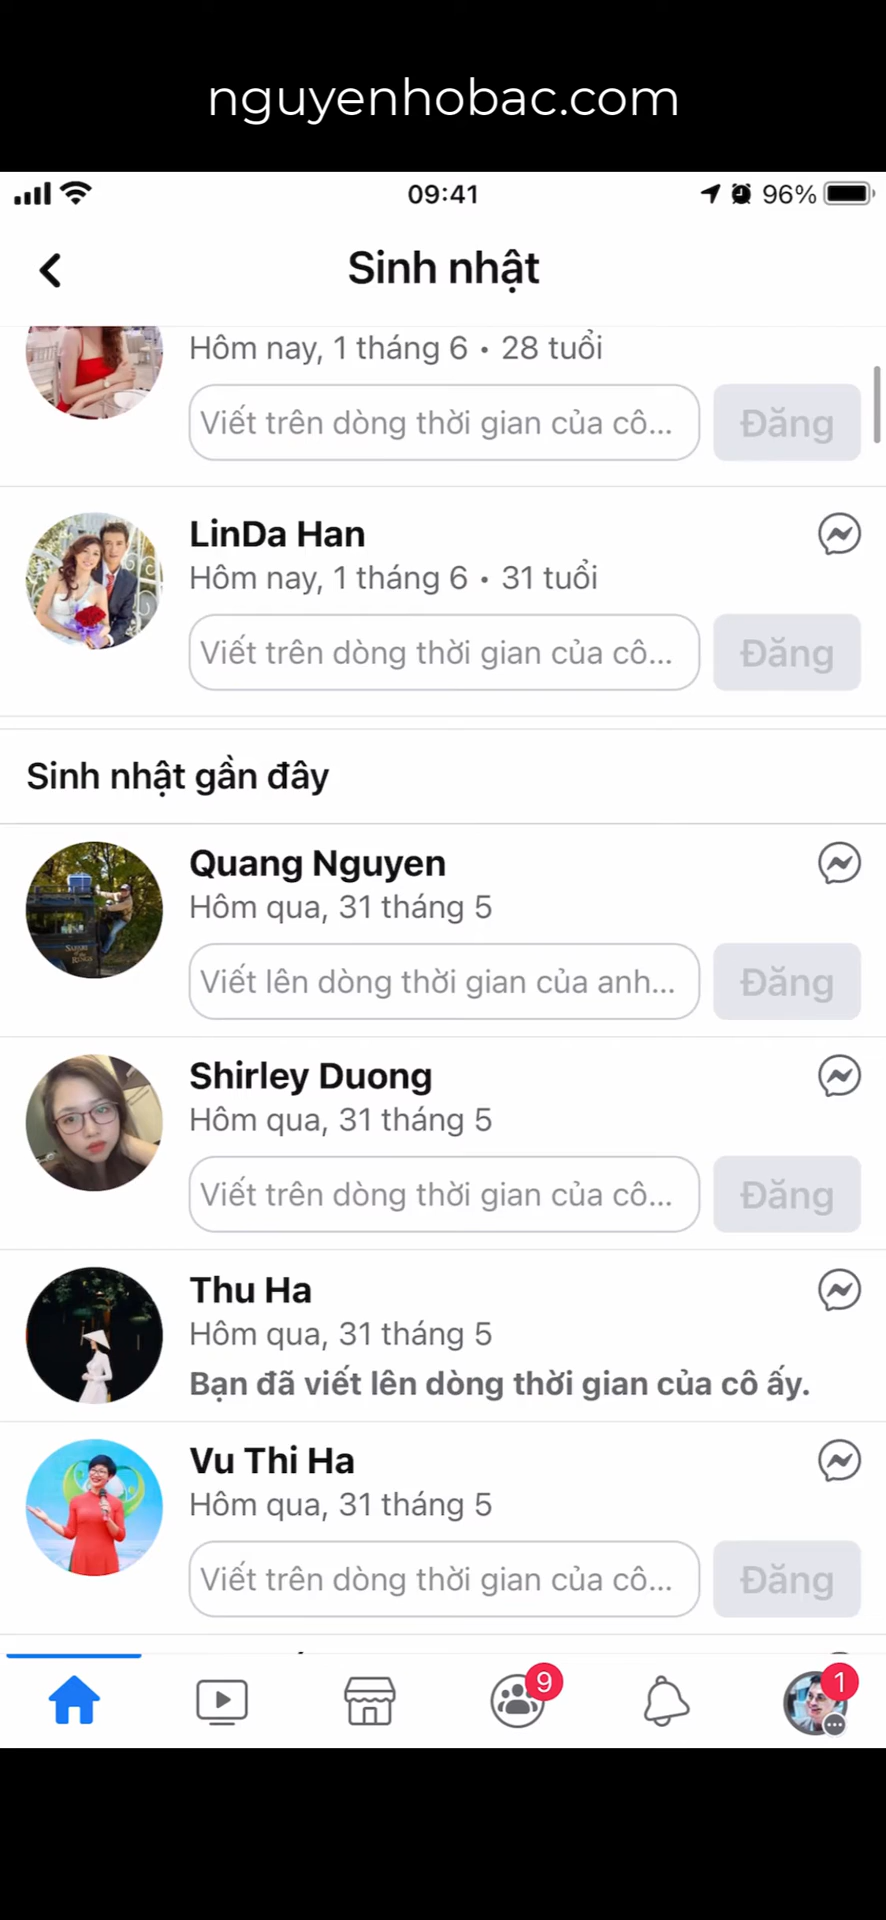 nguyenhobac.com
09:41
96%
Sinh nhật
Hôm nay, 1 tháng 6 • 28 tuổi
Viết trên dòng thời gian của cô...
Đăng
LinDa Han
Hôm nay, 1 tháng 6 • 31 tuổi
Viết trên dòng thời gian của cô...
Đăng
Sinh nhật gần đây
Quang Nguyen
Hôm qua, 31 tháng 5
Viết lên dòng thời gian của anh...
Đăng
Shirley Duong
Hôm qua, 31 tháng 5
Viết trên dòng thời gian của cô...
Đăng
Thu Ha
Hôm qua, 31 tháng 5
Bạn đã viết lên dòng thời gian của cô ấy.
Vu Thi Ha
Hôm qua, 31 tháng 5
Viết trên dòng thời gian của cô...
Đăng
9
1